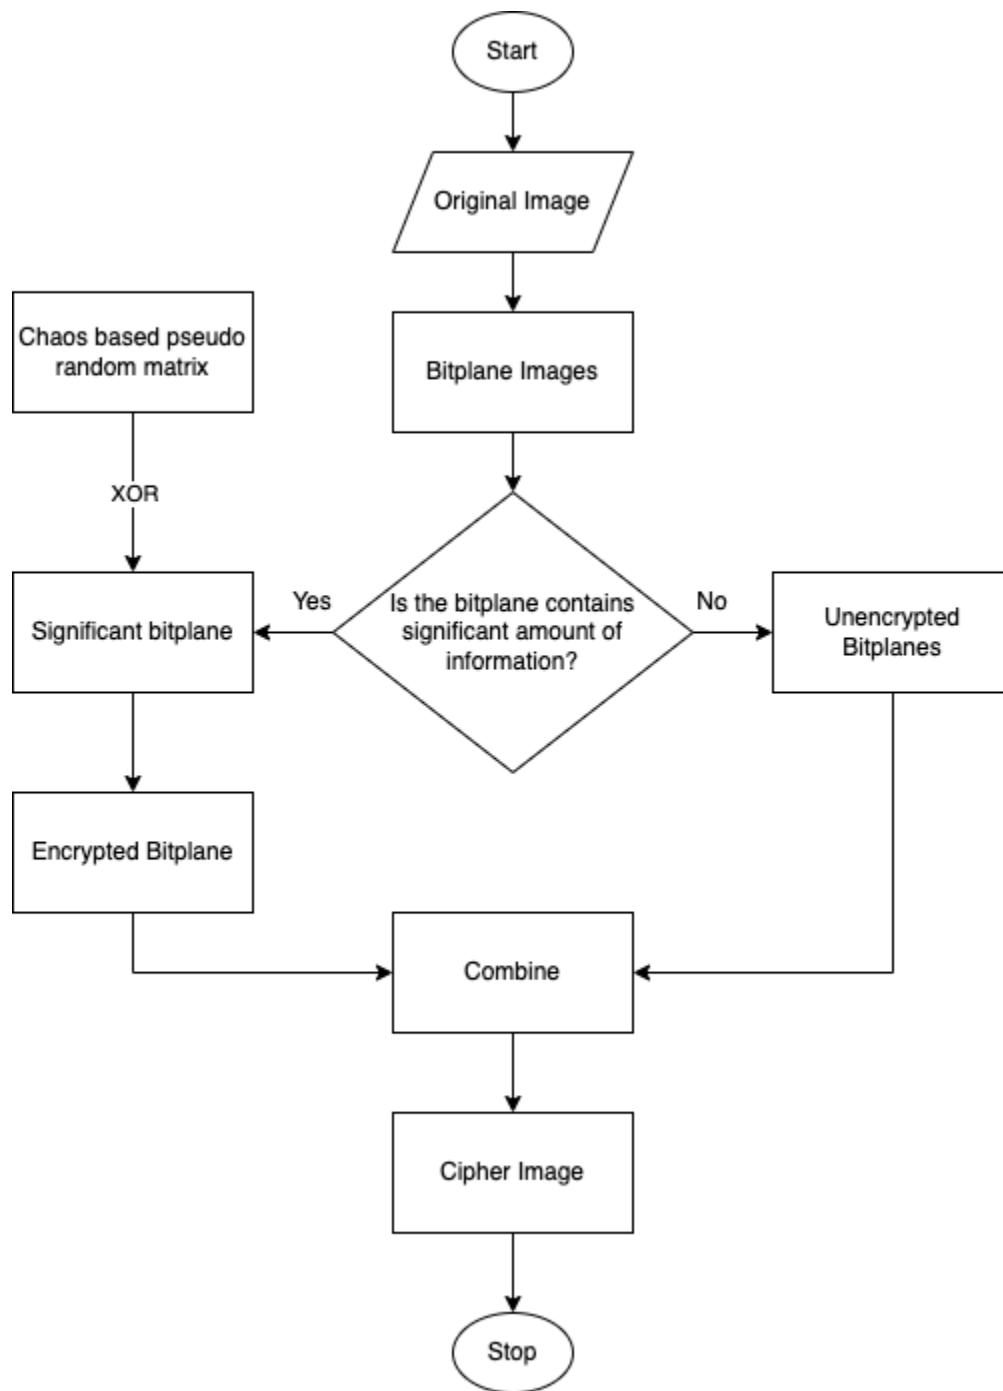 Start
Original Image
Chaos based pseudo
random matrix
Bitplane Images
XOR
Yes
Is the bitplane contains
significant amount of
information?
No
Significant bitplane
Unencrypted
Bitplanes
Encrypted Bitplane
Combine
Cipher Image
Stop